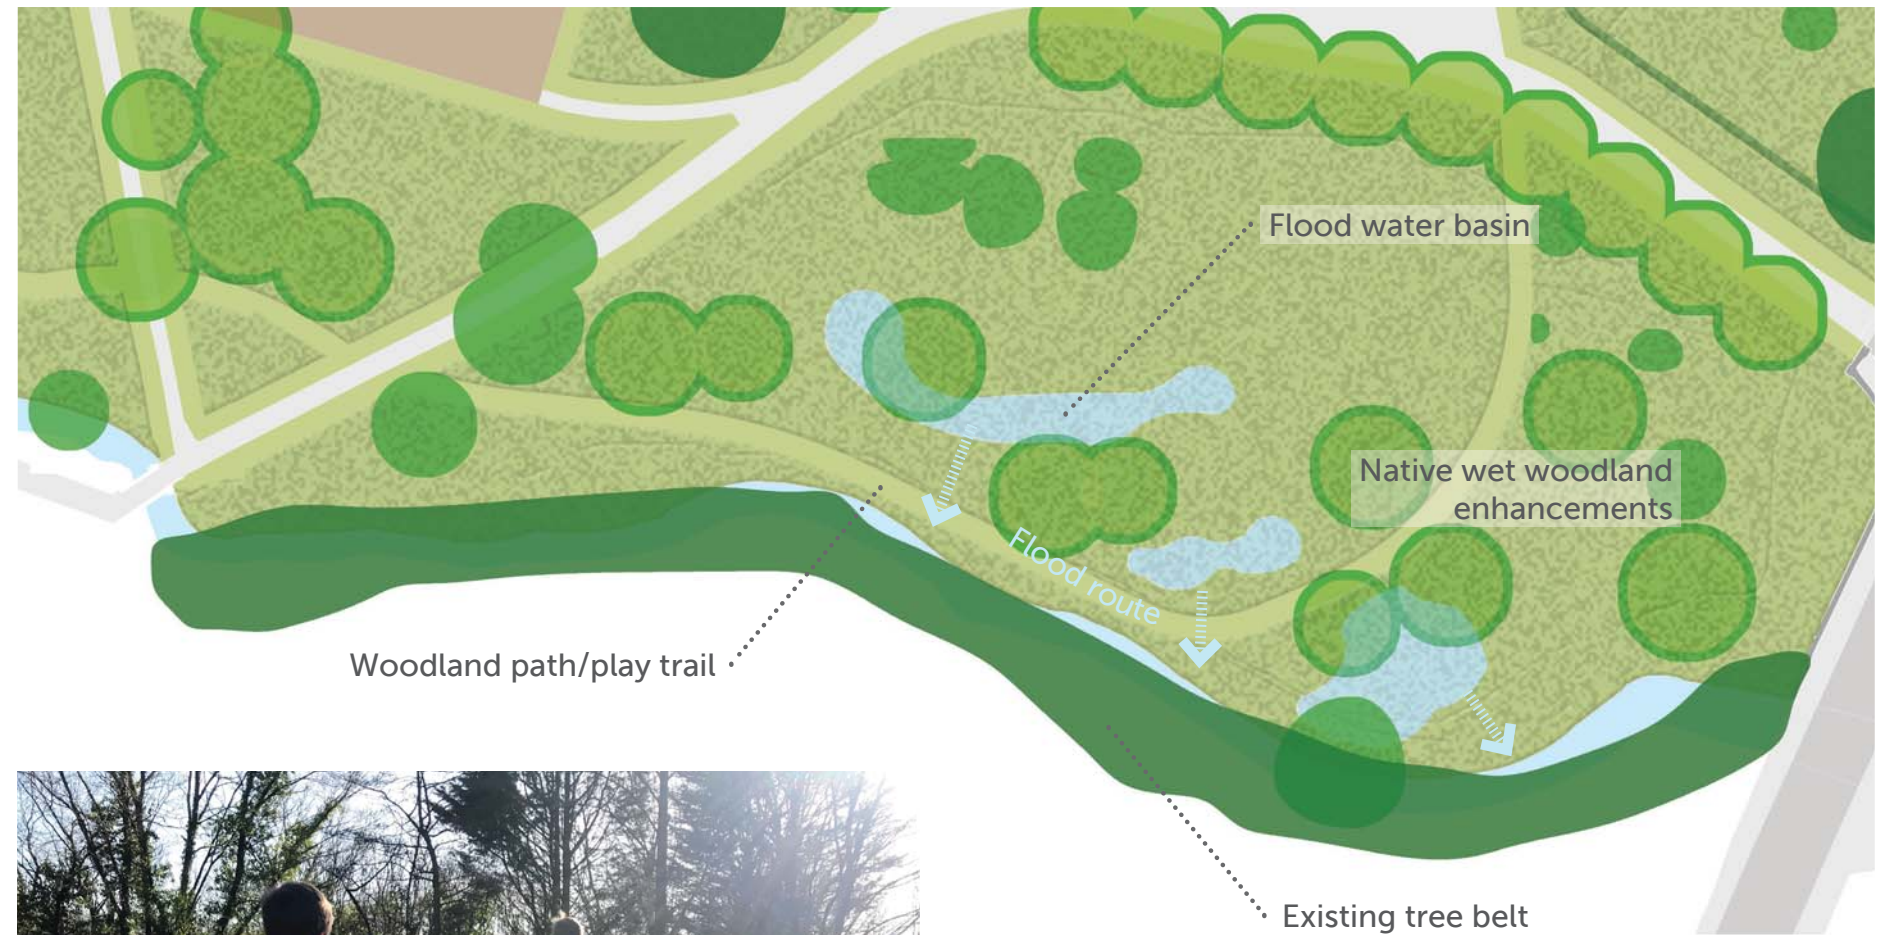 Flood water basin
Native wet woodland
enhancements
Flood route
Woodland path/play trail
Existing tree belt